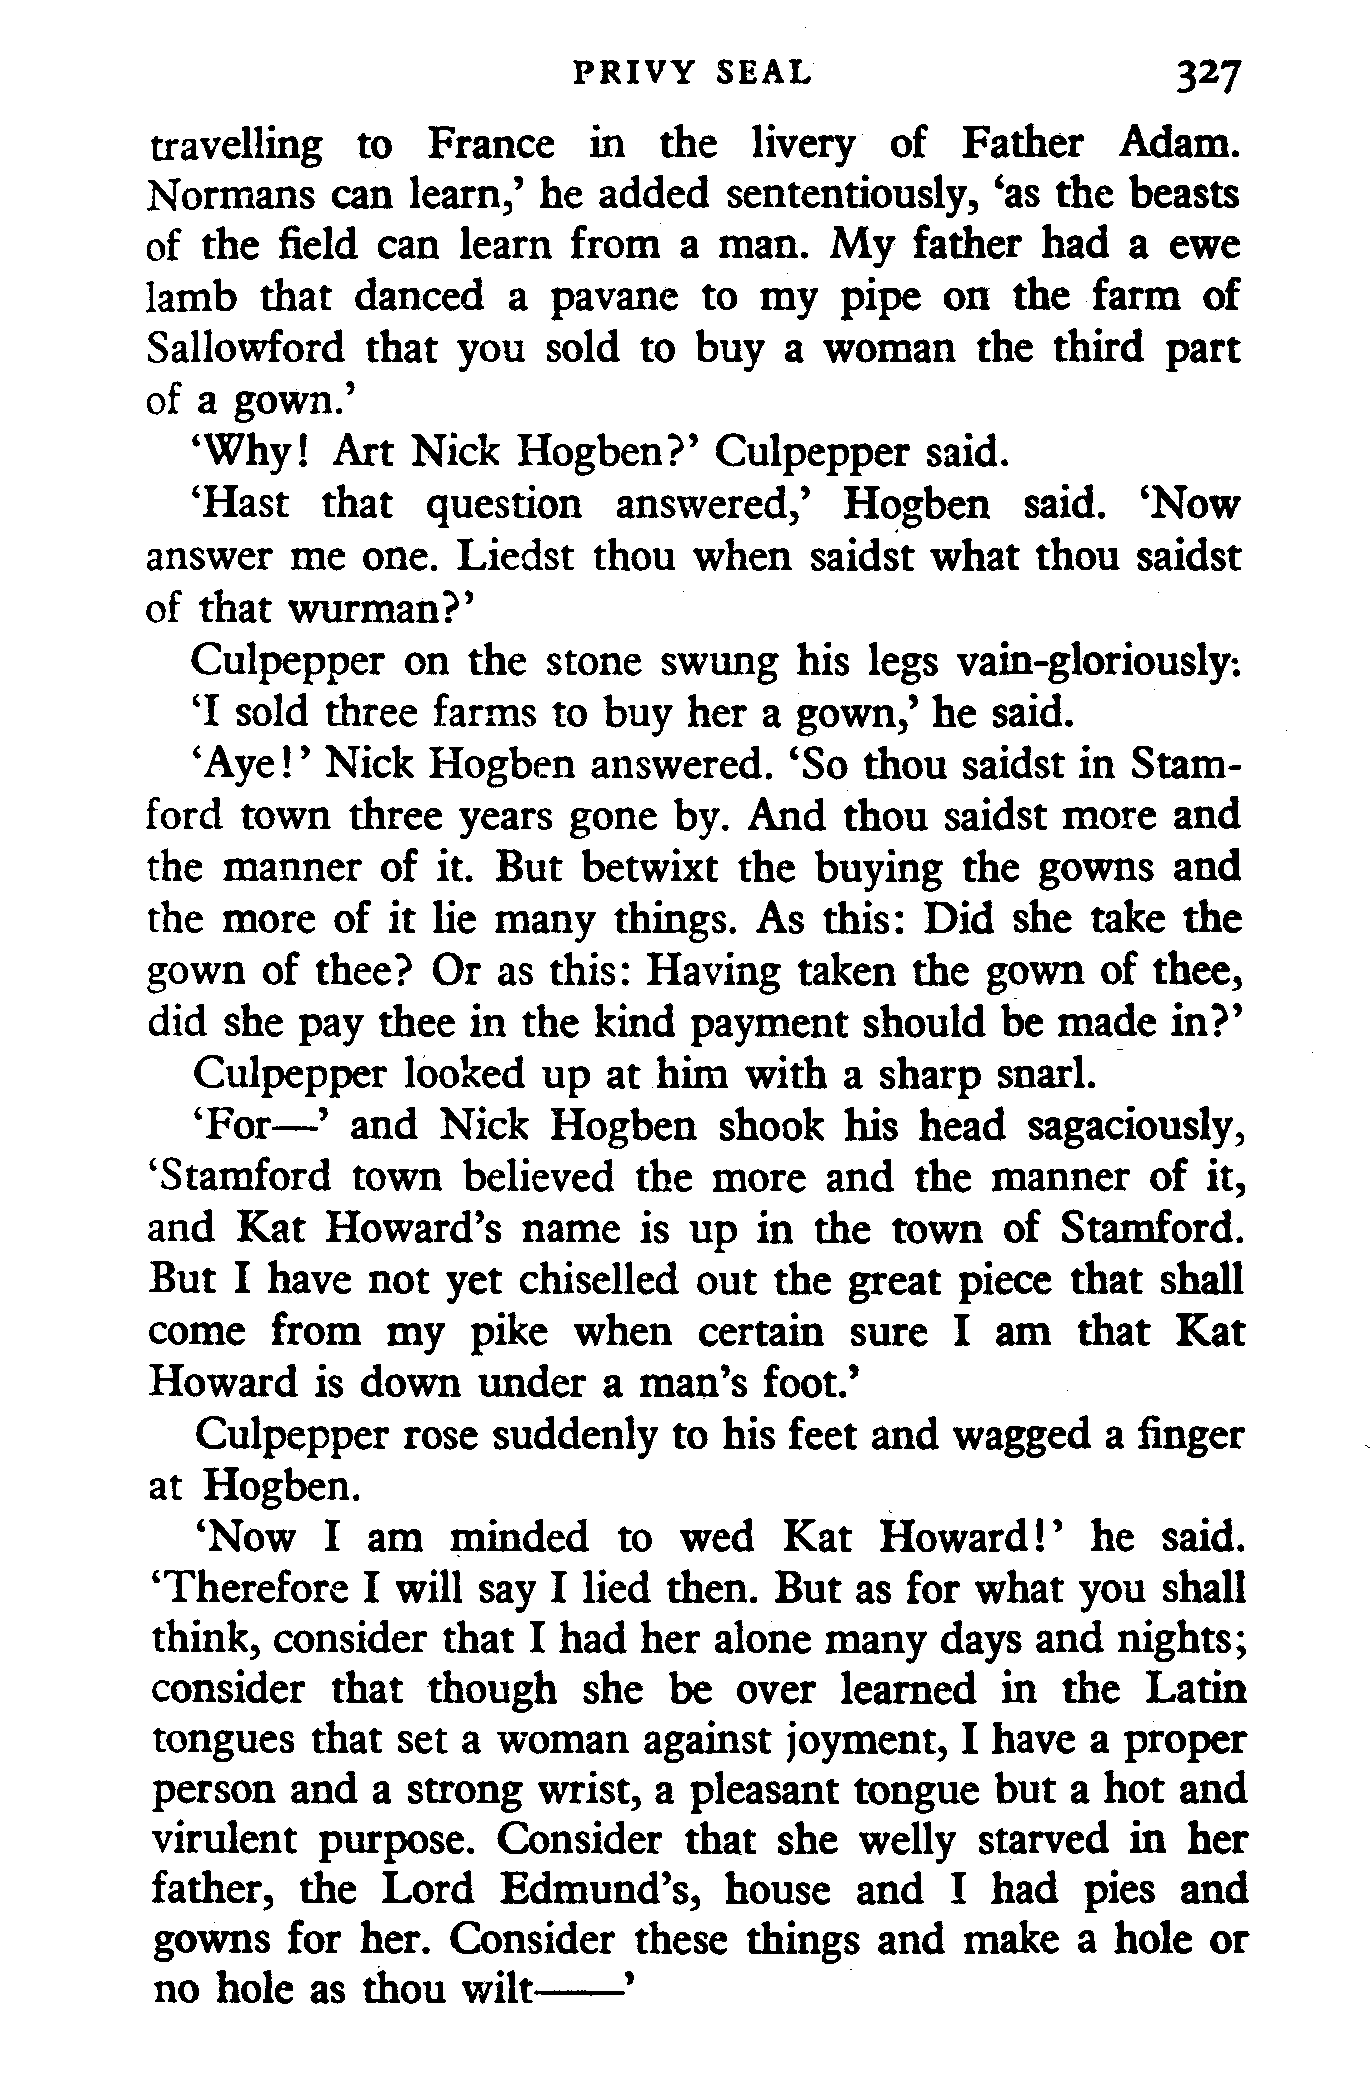 PRIVY SEAL 327
travelling to France in the livery of Father Adam.
Normans can learn,’ he added sententiously, ‘as the beasts
of the field can learn from a man. My father had a ewe
lamb that danced a pavane to my pipe on the farm of
Sallowford that you sold to buy a woman the third part
of a gown.’
‘Why! Art Nick Hogben?’ Culpepper said.
‘Hast that question answered,’ Hogben said. ‘Now
answer me one. Liedst thou when saidst what thou saidst
of that wurman?’
Culpepper on the stone swung his legs vain-gloriously:
‘I sold three farms to buy her a gown,’ he said.
‘Aye!’ Nick Hogben answered. ‘So thou saidst in Stam-
ford town three years gone by. And thou saidst more and
the manner of it. But betwixt the buying the gowns and
the more of it lie many things. As this: Did she take the
gown of thee? Or as this: Having taken the gown of thee,
did she pay thee in the kind payment should be made in?’
Culpepper looked up at him with a sharp snarl.
‘For—’ and Nick Hogben shook his head sagaciously,
‘Stamford town believed the more and the manner of it,
and Kat Howard’s name is up in the town of Stamford.
But I have not yet chiselled out the great piece that shall
come from my pike when certain sure I am that Kat
Howard is down under a man’s foot.’
Culpepper rose suddenly to his feet and wagged a finger
at Hogben.
‘Now I am minded to wed Kat Howard!’ he said.
‘Therefore I will say I lied then. But as for what you shall
think, consider that I had her alone many days and nights;
consider that though she be over learned in the Latin
tongues that set a woman against joyment, I have a proper
person and a strong wrist, a pleasant tongue but a hot and
virulent purpose. Consider that she welly starved in her
father, the Lord Edmund’s, house and I had pies and
gowns for her. Consider these things and make a hole or
no hole as thou wilt——’